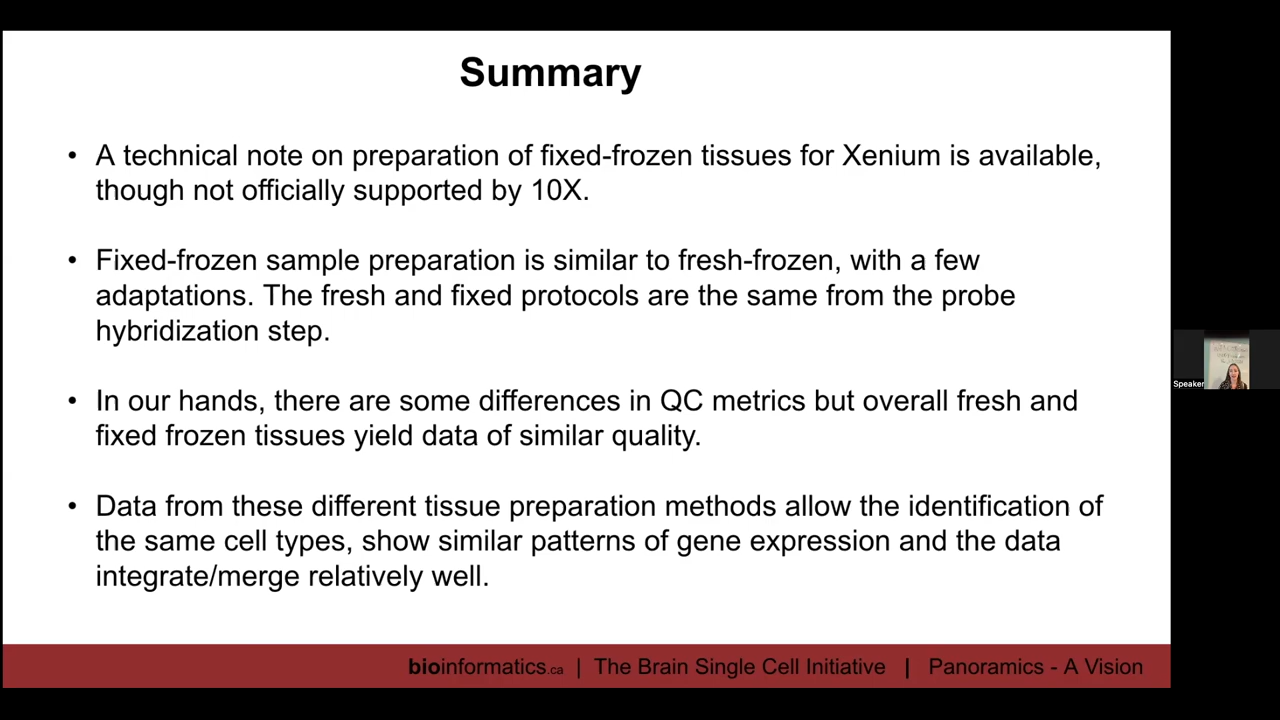 Summary
• A technical note on preparation of fixed-frozen tissues for Xenium is available,
though not officially supported by 10X.
• Fixed-frozen sample preparation is similar to fresh-frozen, with a few
adaptations. The fresh and fixed protocols are the same from the probe
hybridization step.
• In our hands, there are some differences in QC metrics but overall fresh and
fixed frozen tissues yield data of similar quality.
• Data from these different tissue preparation methods allow the identification of
the same cell types, show similar patterns of gene expression and the data
integrate/merge relatively well.
Speaker
bioinformatics.ca | The Brain Single Cell Initiative | Panoramics - A Vision